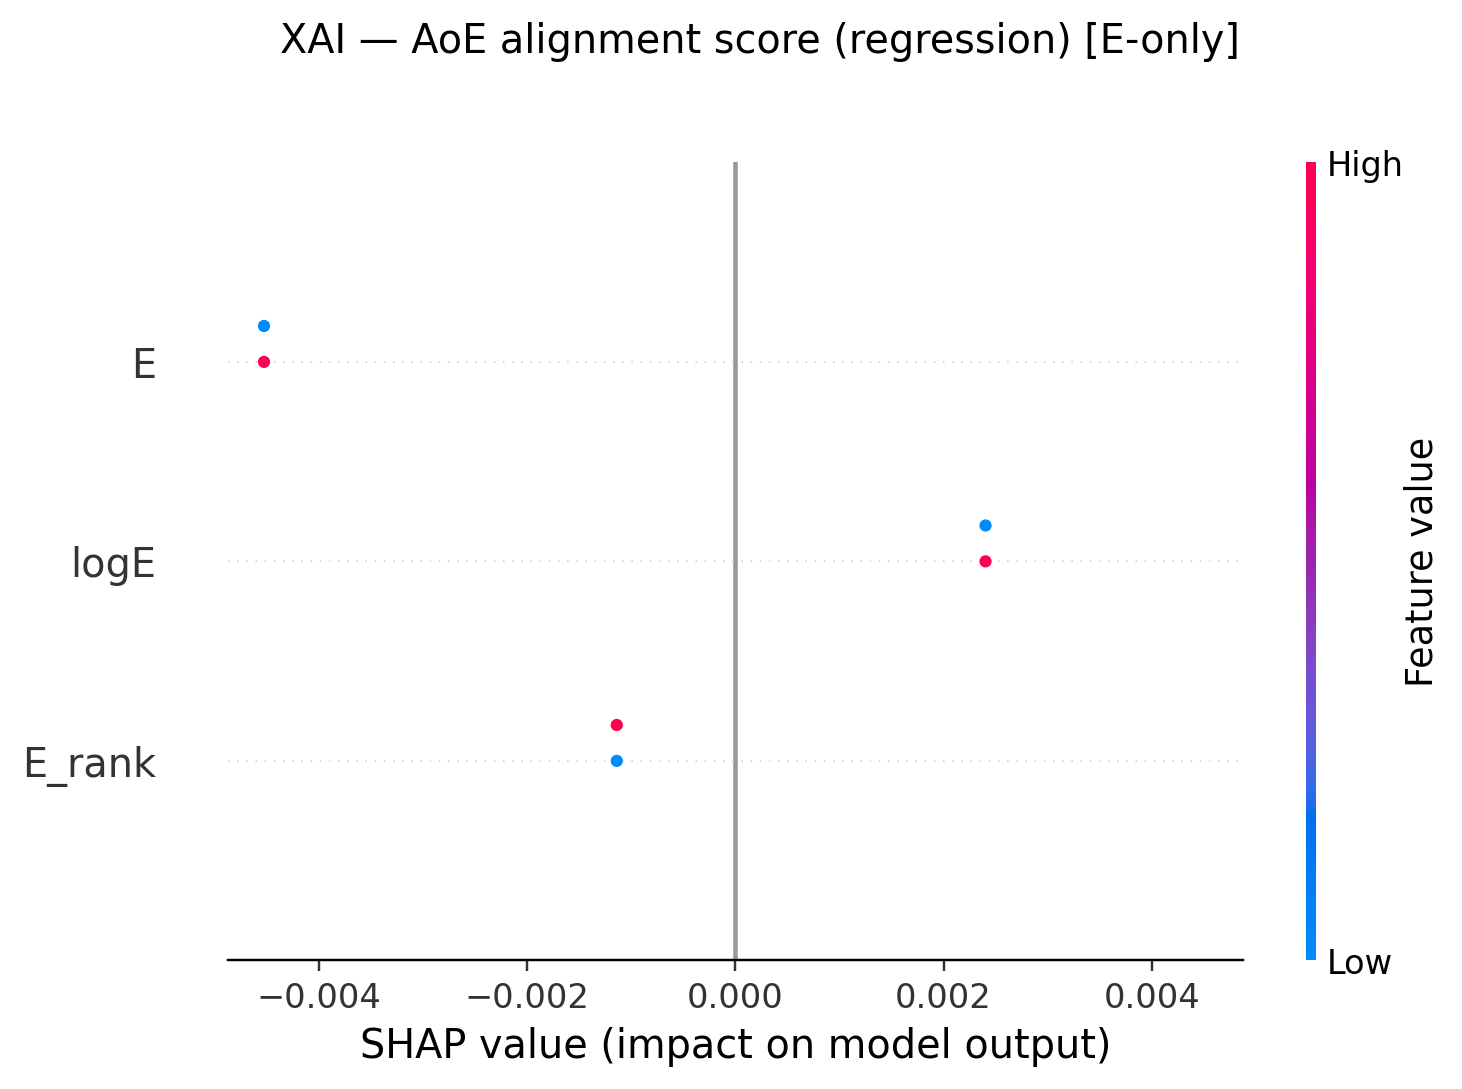 XAI — AoE alignment score (regression) [E-only]
High
E
logE
E_rank
Feature value
Low
−0.004 −0.002 0.000 0.002 0.004
SHAP value (impact on model output)